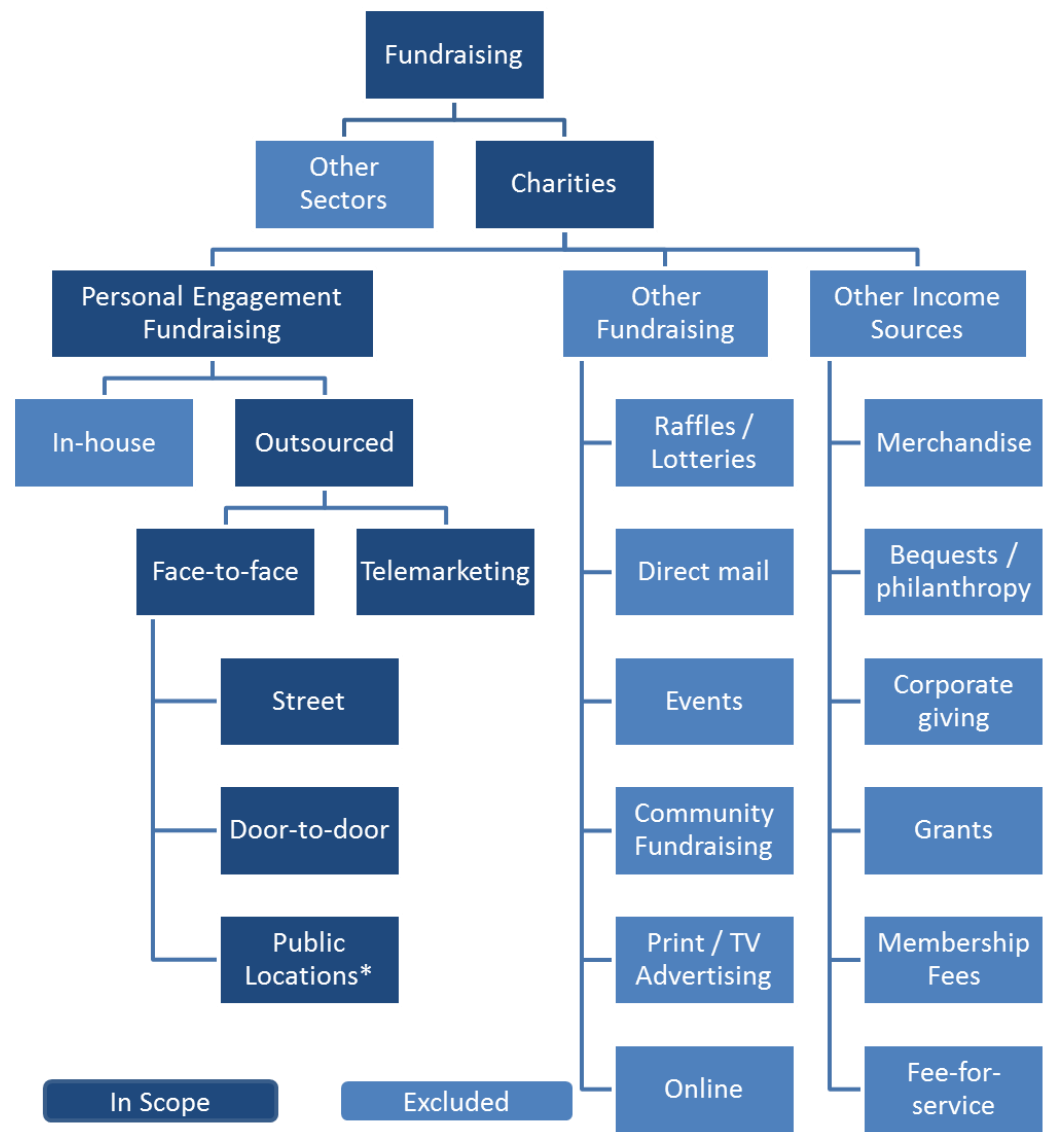 Fundraising
Other
Sectors
Charities
Personal Engagement
Fundraising
Other
Fundraising
Other Income
Sources
In-house
Outsourced
Raffles /
Lotteries
Merchandise
Face-to-face
Telemarketing
Direct mail
Bequests /
philanthropy
Street
Events
Corporate
giving
Door-to-door
Community
Fundraising
Grants
Public
Locations*
Print / TV
Advertising
Membership
Fees
Online
Fee-for-
service
In Scope
Excluded